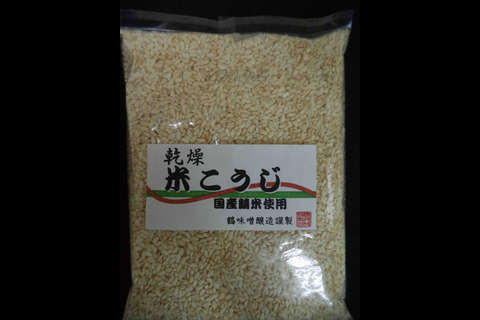 乾燥
米こうじ
国産精米使用
鶴味噌醸造謹製